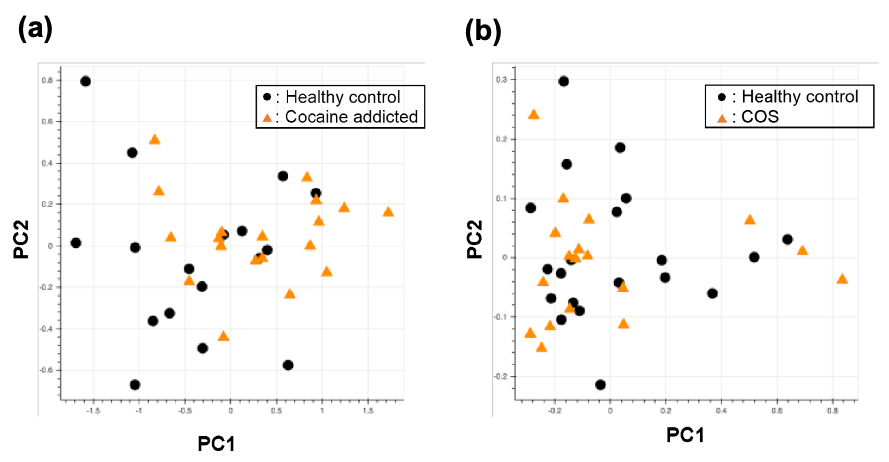 (a)
(b)
: Healthy control
: Cocaine addicted
: Healthy control
: COS
0.8
0.6
0.4
0.2
0
-0.2
-0.4
-0.6
PC2
-1.5 -1 -0.5 0 0.5 1 1.5
PC1
0.3
0.2
0.1
0
-0.1
-0.2
PC2
-0.2 0 0.2 0.4 0.6 0.8
PC1